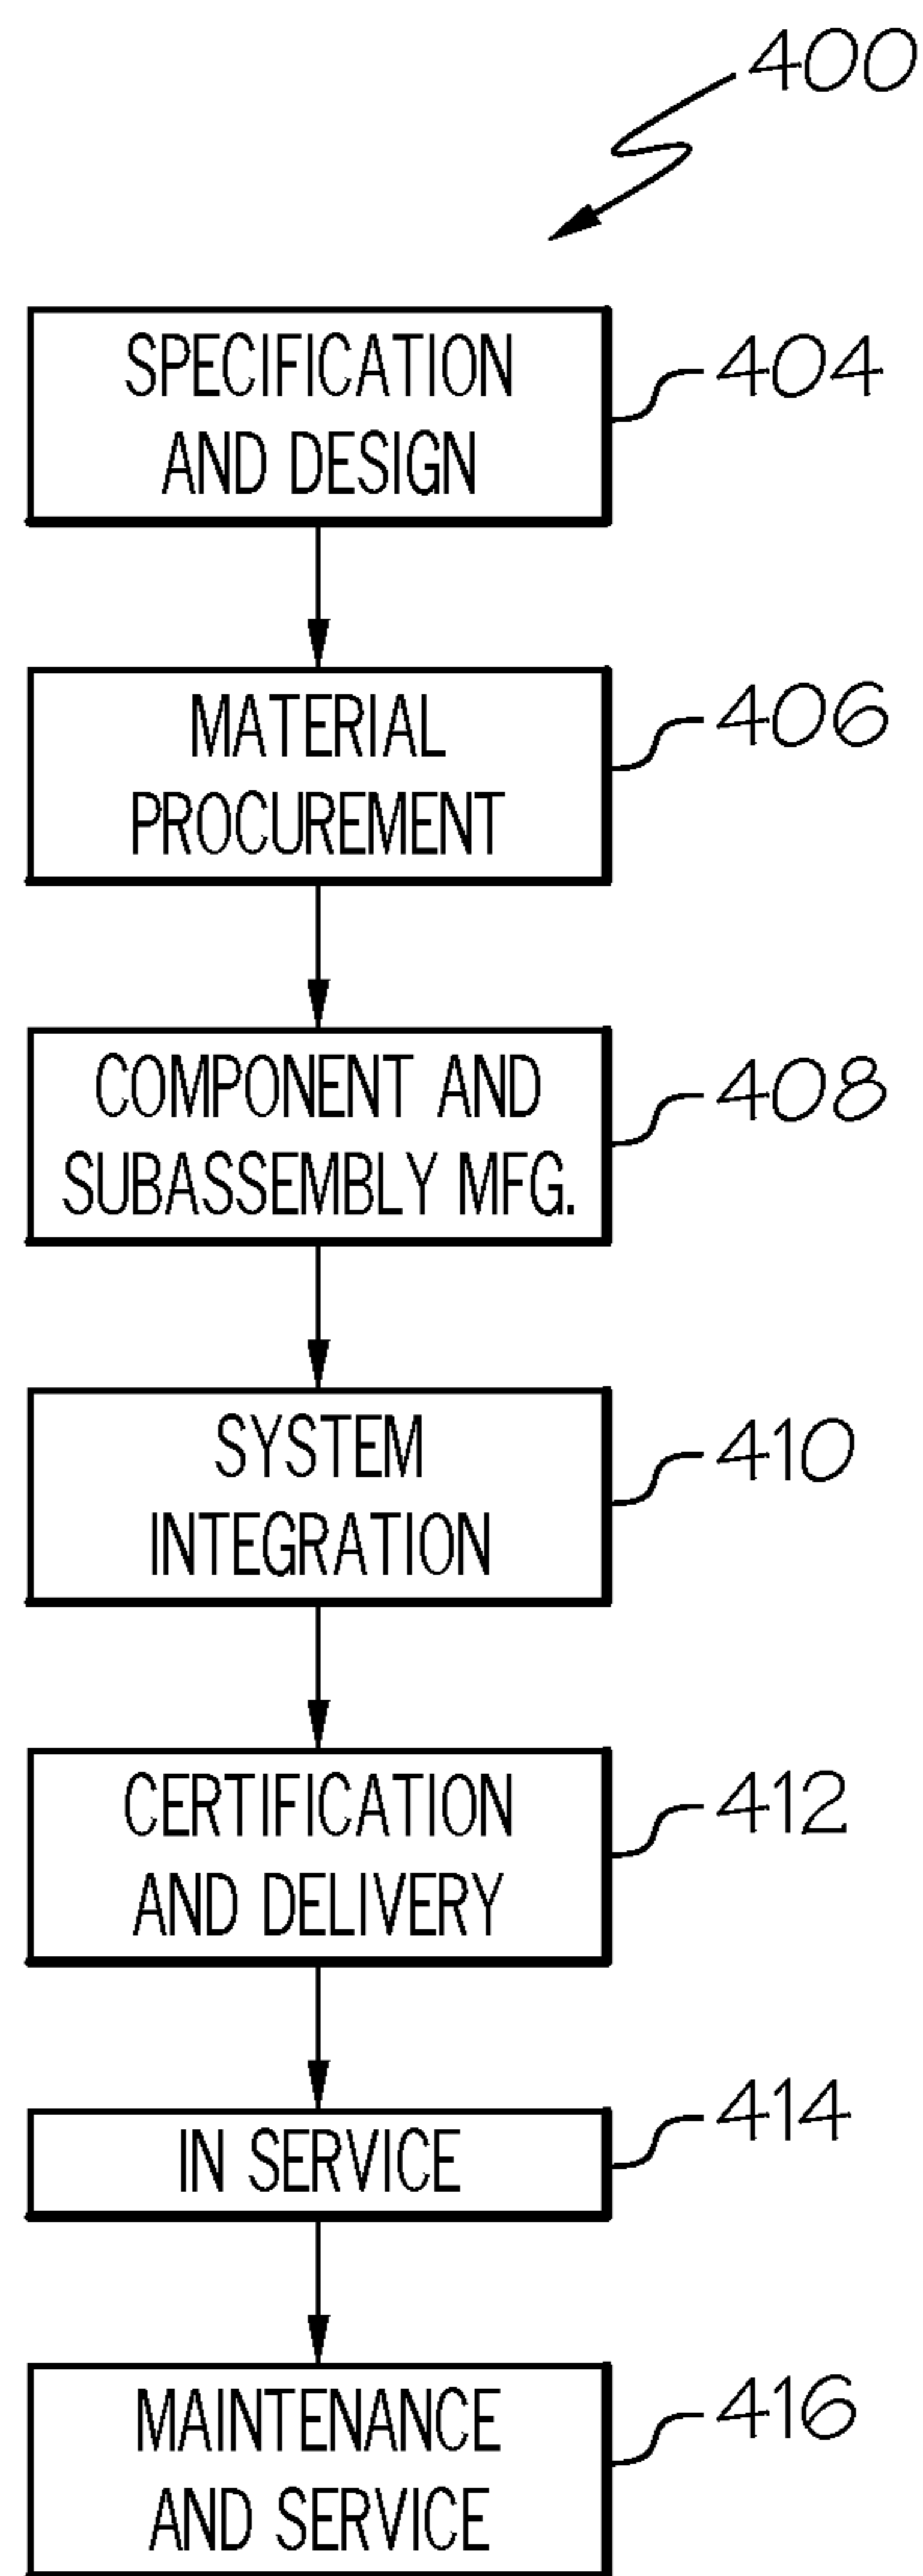 400
SPECIFICATION
AND DESIGN
404
MATERIAL
PROCUREMENT
406
COMPONENT AND
SUBASSEMBLY MFG.
408
SYSTEM
INTEGRATION
410
CERTIFICATION
AND DELIVERY
412
IN SERVICE
414
MAINTENANCE
AND SERVICE
416